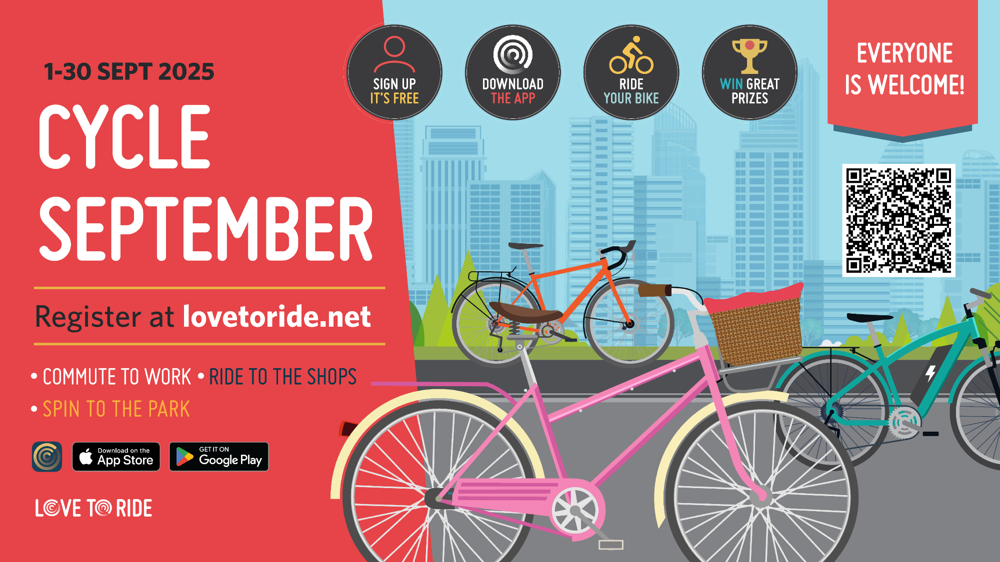 1-30 SEPT 2025
CYCLE
SEPTEMBER
Register at lovetoride.net
• COMMUTE TO WORK • RIDE TO THE SHOPS
• SPIN TO THE PARK
Download on the
App Store
GET IT ON
Google Play
LOVE TO RIDE
SIGN UP
IT'S FREE
DOWNLOAD
THE APP
RIDE
YOUR BIKE
WIN GREAT
PRIZES
EVERYONE
IS WELCOME!